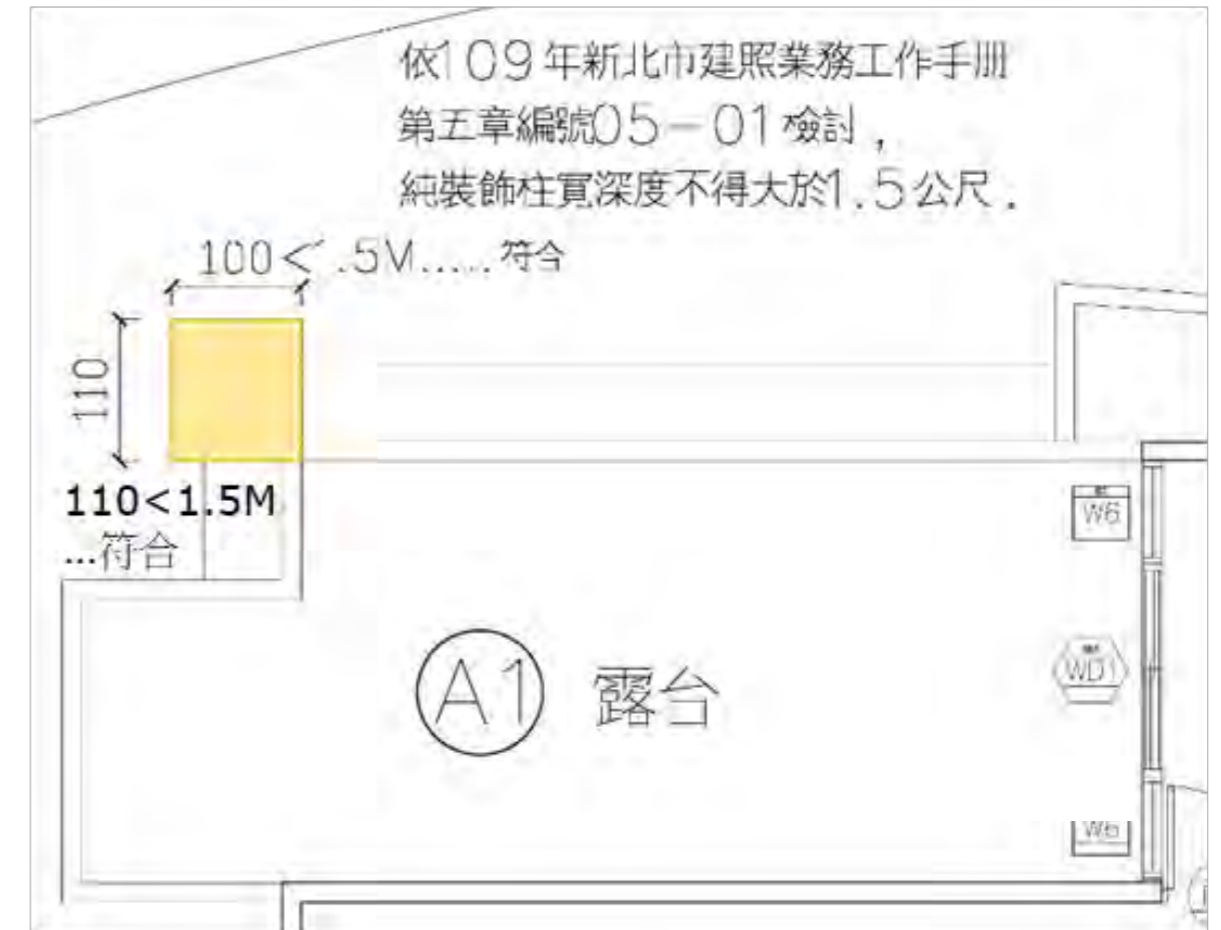 依109年新北市建照業務工作手冊
第五章編號05-01檢討，
純裝飾柱寬深度不得大於1.5公尺.
100< .5M.....符合
110
110<1.5M
...符合
W6
A1 露台
WD1
W6